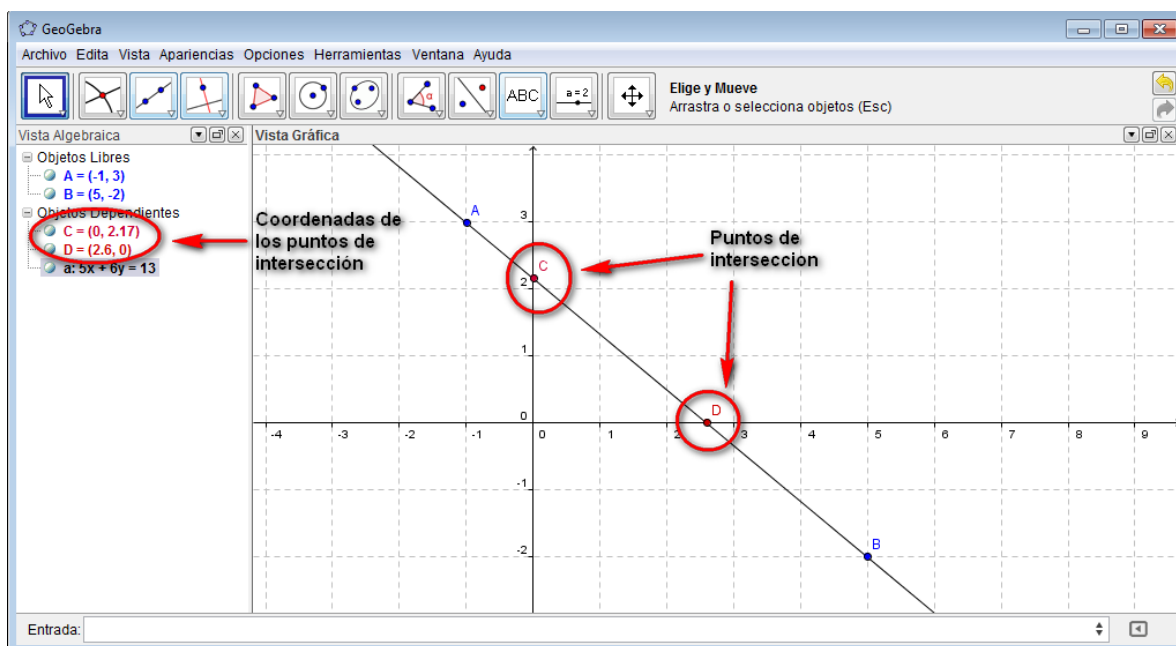 GeoGebra
Archivo Edita Vista Apariencias Opciones Herramientas Ventana Ayuda
ABC
a=2
α
Elige y Mueve
Arrastra o selecciona objetos (Esc)
Vista Algebraica
Objetos Libres
A = (-1, 3)
B = (5, -2)
Objetos Dependientes
C = (0, 2.17)
D = (2.6, 0)
a: 5x + 6y = 13
Vista Gráfica
Coordenadas de
los puntos de
intersección
Puntos de
interseccion
A
C
D
B
3
2
1
0
-1
-2
-4 -3 -2 -1 0 1 2 3 4 5 6 7 8 9
Entrada: